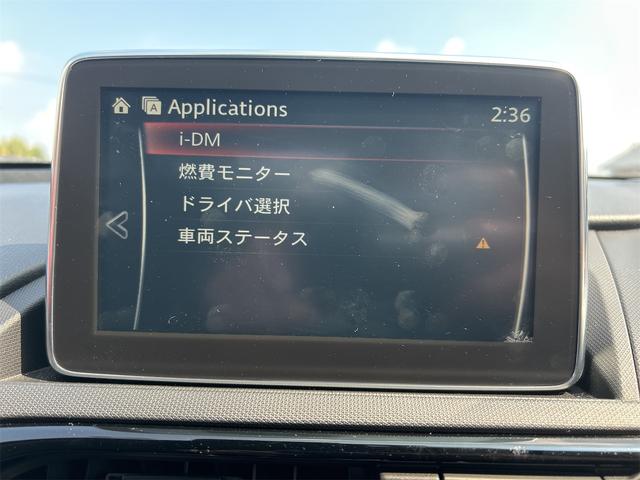 A Applications
2:36
i-DM
燃費モニター
ドライバ選択
車両ステータス